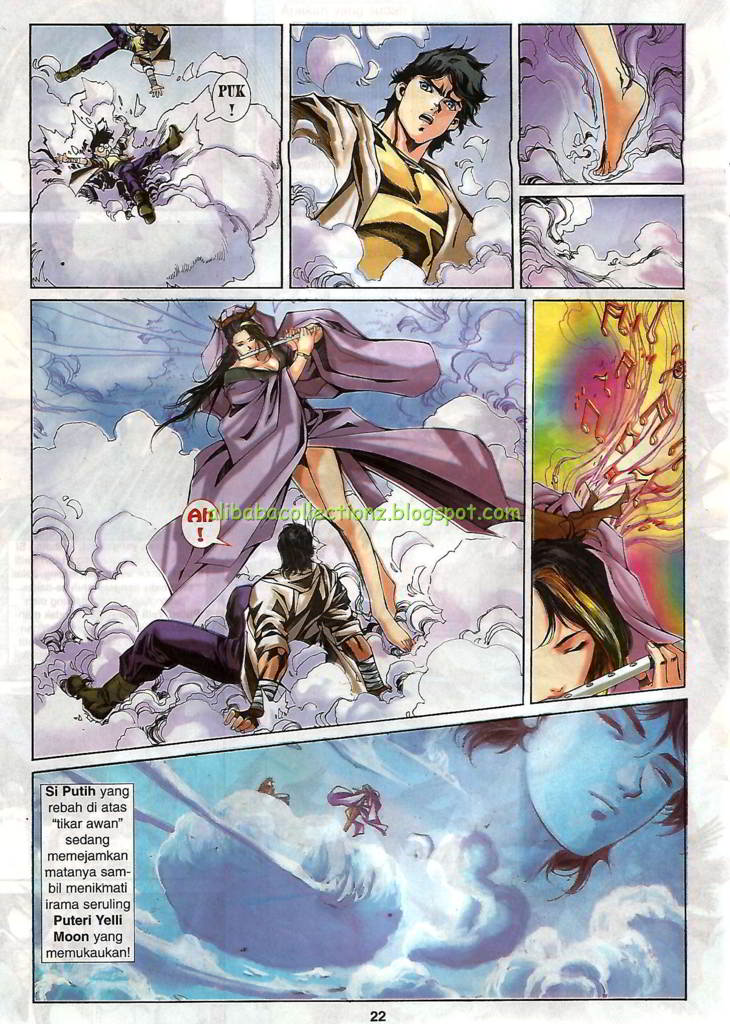 PUK
!
Ah
!
alibabacollectionz.blogspot.com
Si Putih yang
rebah di atas
“tikar awan”
sedang
memejamkan
matanya sam-
bil menikmati
irama seruling
Puteri Yelli
Moon yang
memukaukan!
22